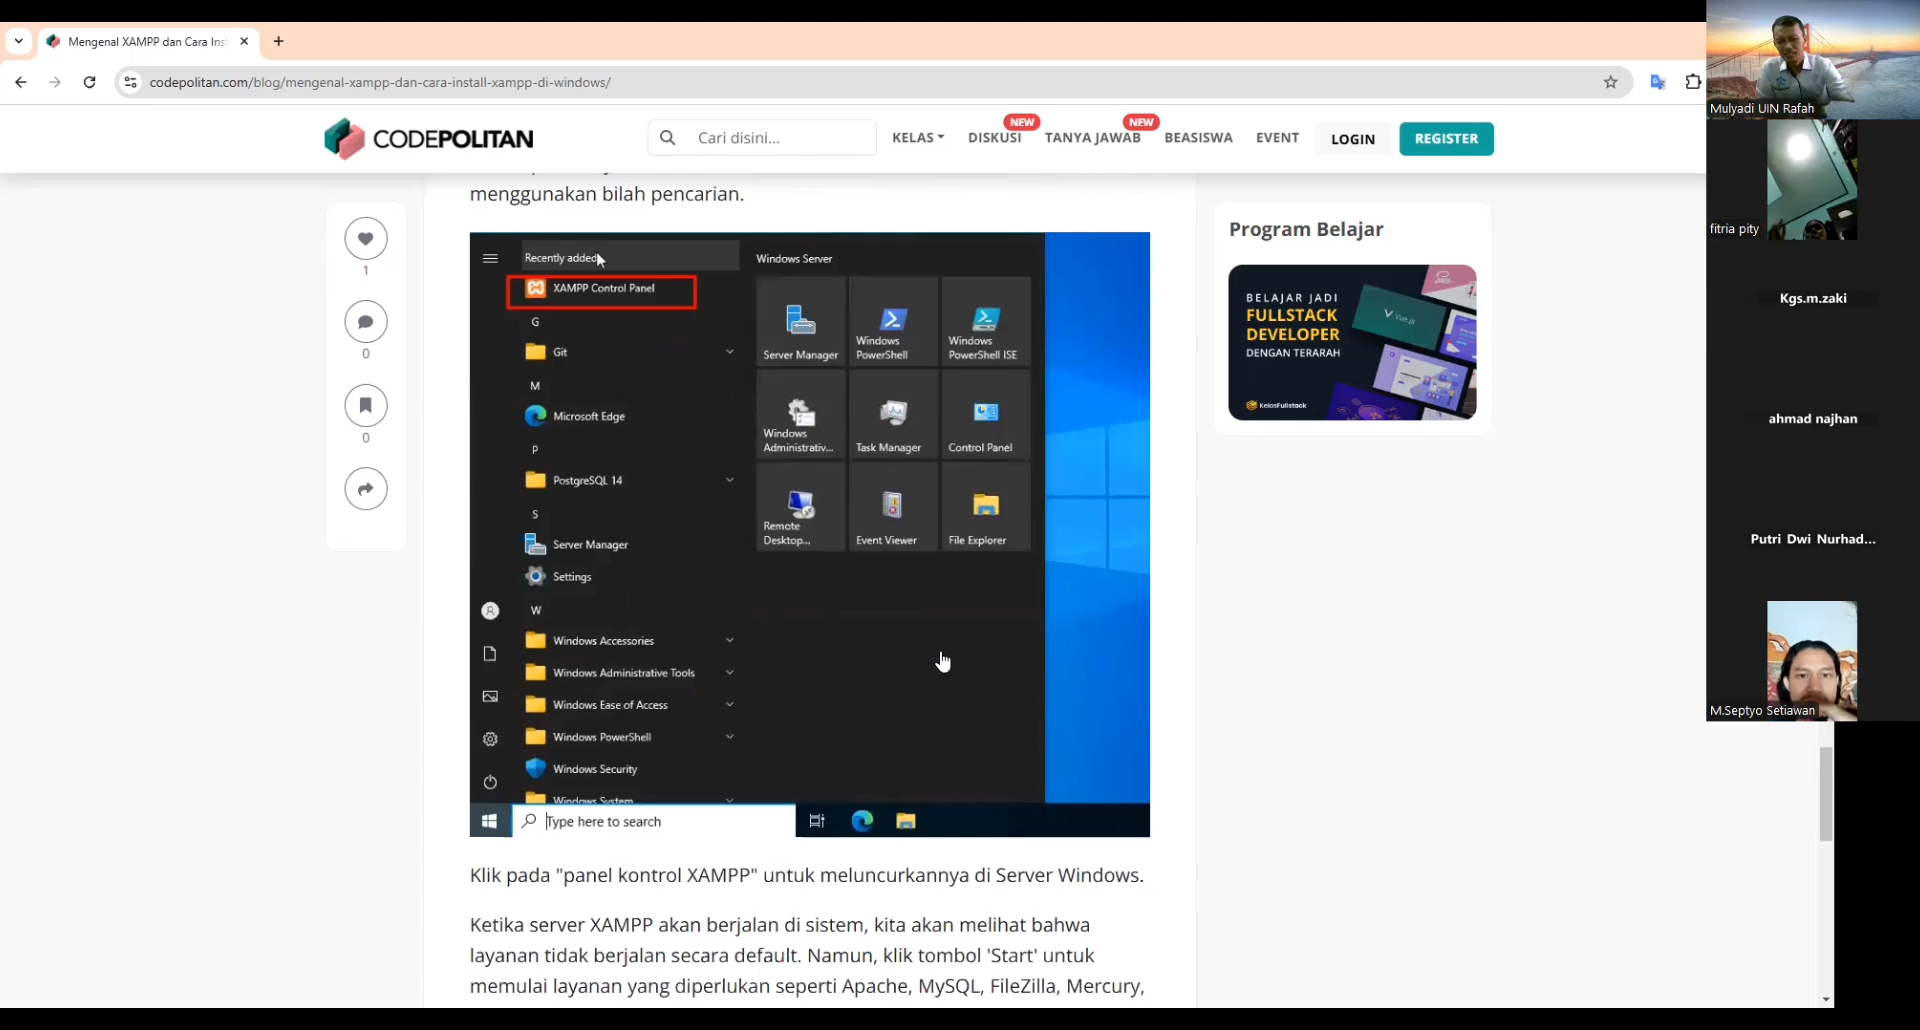 Mengenal XAMPP dan Cara Ins
codepolitan.com/blog/mengenal-xampp-dan-cara-install-xampp-di-windows/
CODEPOLITAN
Cari disini...
KELAS
DISKUSI
NEW
TANYA JAWAB
NEW
BEASISWA
EVENT
LOGIN
REGISTER
menggunakan bilah pencarian.
1
0
0
Recently added
XAMPP Control Panel
G
Git
M
Microsoft Edge
P
PostgreSQL 14
S
Server Manager
Settings
W
Windows Accessories
Windows Administrative Tools
Windows Ease of Access
Windows PowerShell
Windows Security
Windows System
Type here to search
Windows Server
Server Manager
Windows PowerShell
Windows PowerShell ISE
Windows Administrativ...
Task Manager
Control Panel
Remote Desktop...
Event Viewer
File Explorer
Klik pada "panel kontrol XAMPP" untuk meluncurkannya di Server Windows.
Ketika server XAMPP akan berjalan di sistem, kita akan melihat bahwa
layanan tidak berjalan secara default. Namun, klik tombol 'Start' untuk
memulai layanan yang diperlukan seperti Apache, MySQL, FileZilla, Mercury,
Program Belajar
BELAJAR JADI
FULLSTACK
DEVELOPER
DENGAN TERARAH
KelasFullstack
Vue.js
Mulyadi UIN Rafah
fitria pity
Kgs.m.zaki
ahmad najhan
Putri Dwi Nurhad...
M.Septyo Setiawan